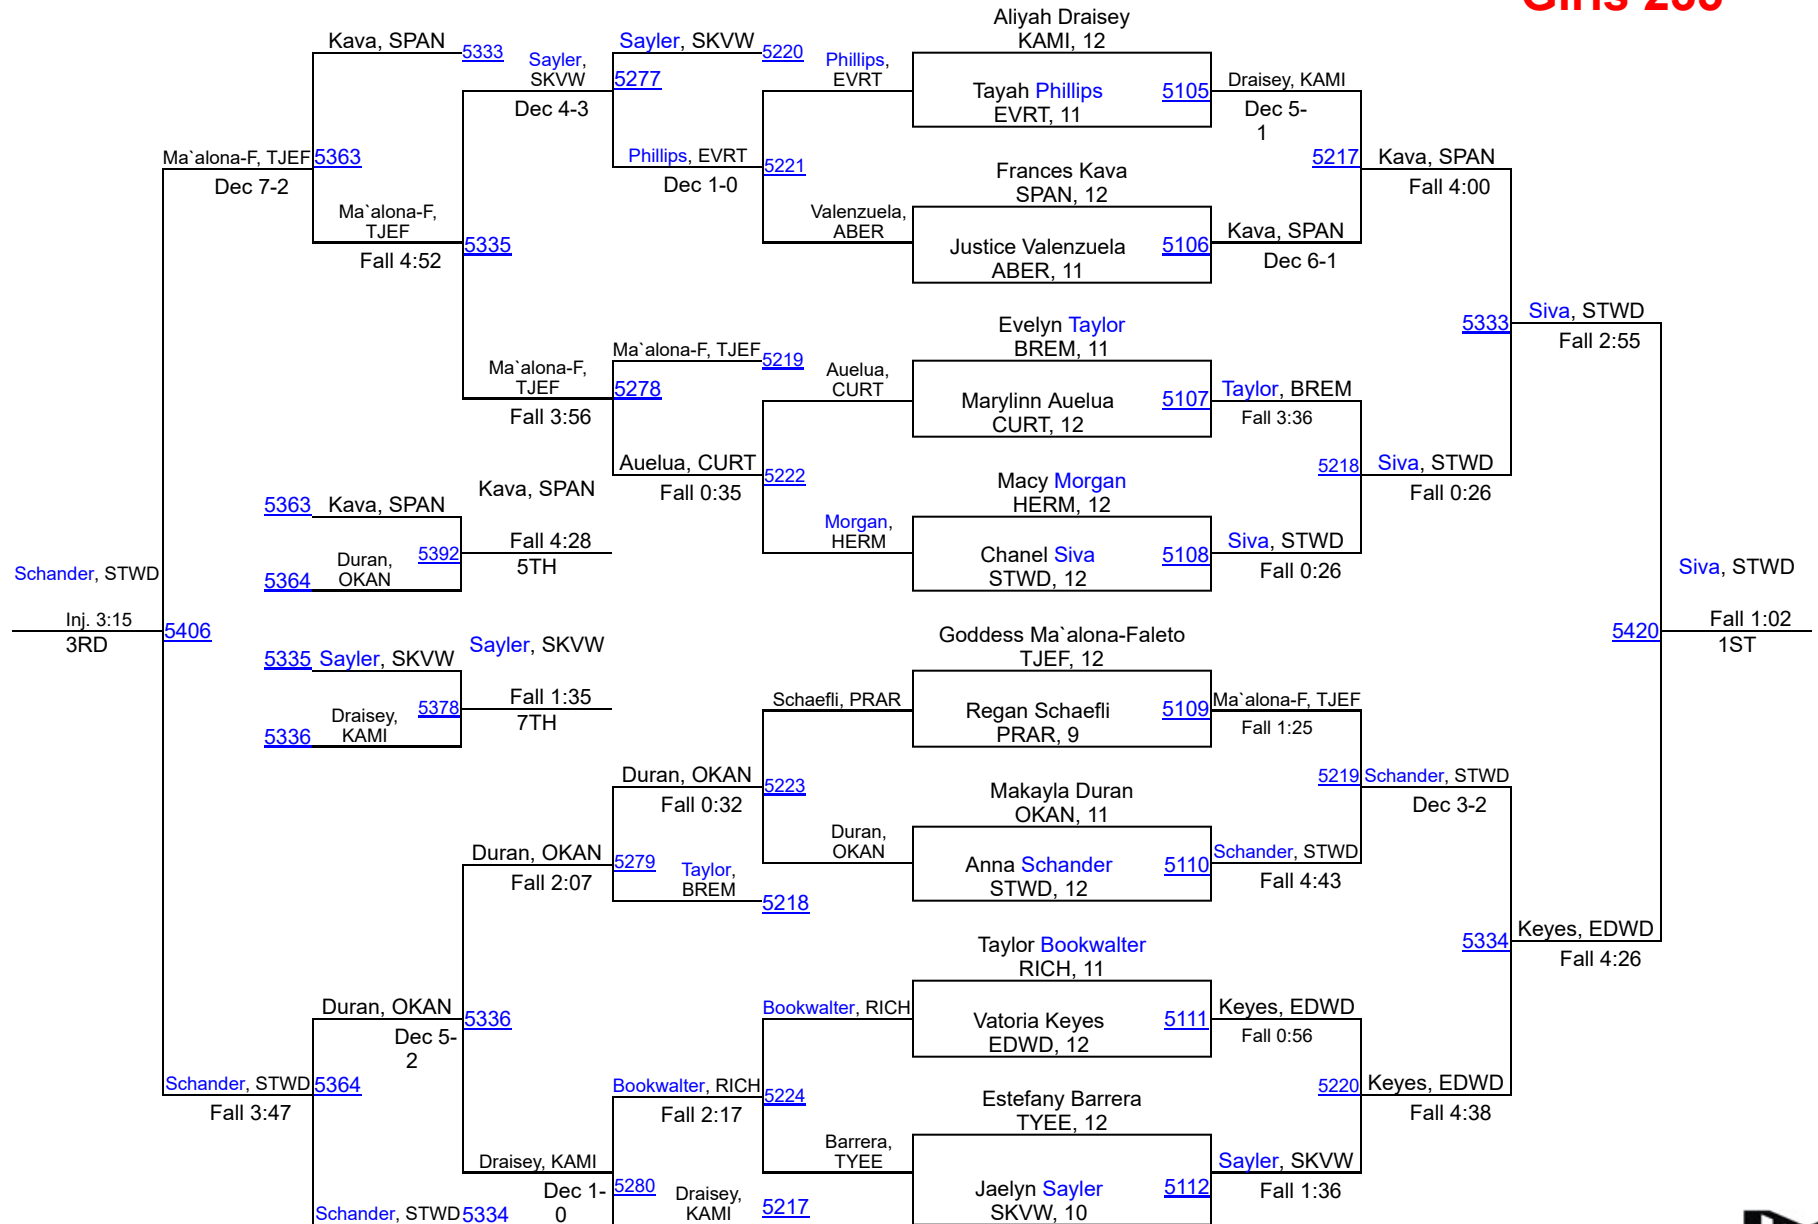 Aliyah Draisey
KAMI, 12
Kava, SPAN
5333
Sayler,
SKVW
Dec 4-3
Sayler, SKVW
5220
5277
Phillips,
EVRT
Tayah Phillips
EVRT, 11
5105
Draisey, KAMI
Dec 5-
1
Ma`alona-F, TJEF
5363
Dec 7-2
Phillips, EVRT
Dec 1-0
5221
Frances Kava
SPAN, 12
5217
Kava, SPAN
Fall 4:00
Ma`alona-F,
TJEF
Fall 4:52
5335
Valenzuela,
ABER
Justice Valenzuela
ABER, 11
5106
Kava, SPAN
Dec 6-1
Evelyn Taylor
BREM, 11
5333
Siva, STWD
Fall 2:55
Ma`alona-F,
TJEF
Fall 3:56
Ma`alona-F, TJEF
5219
5278
Auelua,
CURT
Marylinn Auelua
CURT, 12
5107
Taylor, BREM
Fall 3:36
Auelua, CURT
Fall 0:35
5222
Macy Morgan
HERM, 12
5218
Siva, STWD
Fall 0:26
5363
Kava, SPAN
Kava, SPAN
Duran,
OKAN
5392
5364
Fall 4:28
5TH
Morgan,
HERM
Chanel Siva
STWD, 12
5108
Siva, STWD
Fall 0:26
Schander, STWD
Inj. 3:15
3RD
5406
Siva, STWD
5420
Fall 1:02
1ST
Goddess Ma`alona-Faleto
TJEF, 12
5335
Sayler, SKVW
Sayler, SKVW
Draisey,
KAMI
5378
5336
Fall 1:35
7TH
Schaefli, PRAR
Regan Schaefli
PRAR, 9
5109
Ma`alona-F, TJEF
Fall 1:25
Duran, OKAN
Fall 0:32
5223
Makayla Duran
OKAN, 11
5219
Schander, STWD
Dec 3-2
Duran, OKAN
Fall 2:07
5279
Taylor,
BREM
5218
Duran,
OKAN
Anna Schander
STWD, 12
5110
Schander, STWD
Fall 4:43
Taylor Bookwalter
RICH, 11
5334
Keyes, EDWD
Fall 4:26
Duran, OKAN
Dec 5-
2
5336
Bookwalter, RICH
Vatoria Keyes
EDWD, 12
5111
Keyes, EDWD
Fall 0:56
Schander, STWD
5364
Fall 3:47
Bookwalter, RICH
Fall 2:17
5224
Estefany Barrera
TYEE, 12
5220
Keyes, EDWD
Fall 4:38
Draisey, KAMI
Dec 1-
0
5280
Draisey,
KAMI
5217
Barrera,
TYEE
Jaelyn Sayler
SKVW, 10
5112
Sayler, SKVW
Fall 1:36
Schander, STWD
5334